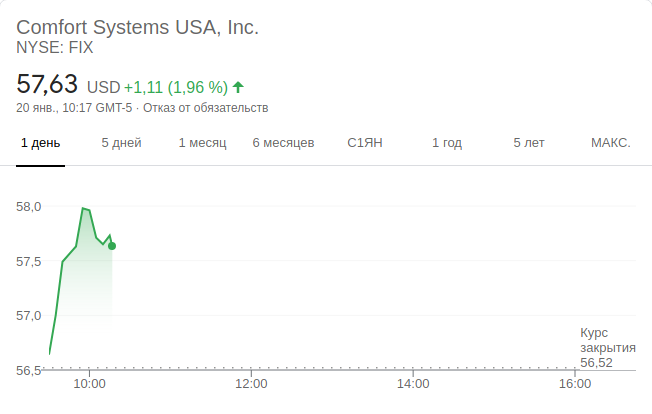 Comfort Systems USA, Inc.
NYSE: FIX
57,63 USD +1,11 (1,96 %)
20 янв., 10:17 GMT-5 · Отказ от обязательств
1 день 5 дней 1 месяц 6 месяцев С1ЯН 1 год 5 лет МАКС.
58,0
57,5
57,0
Курс
закрытия
56,52
56,5
10:00 12:00 14:00 16:00